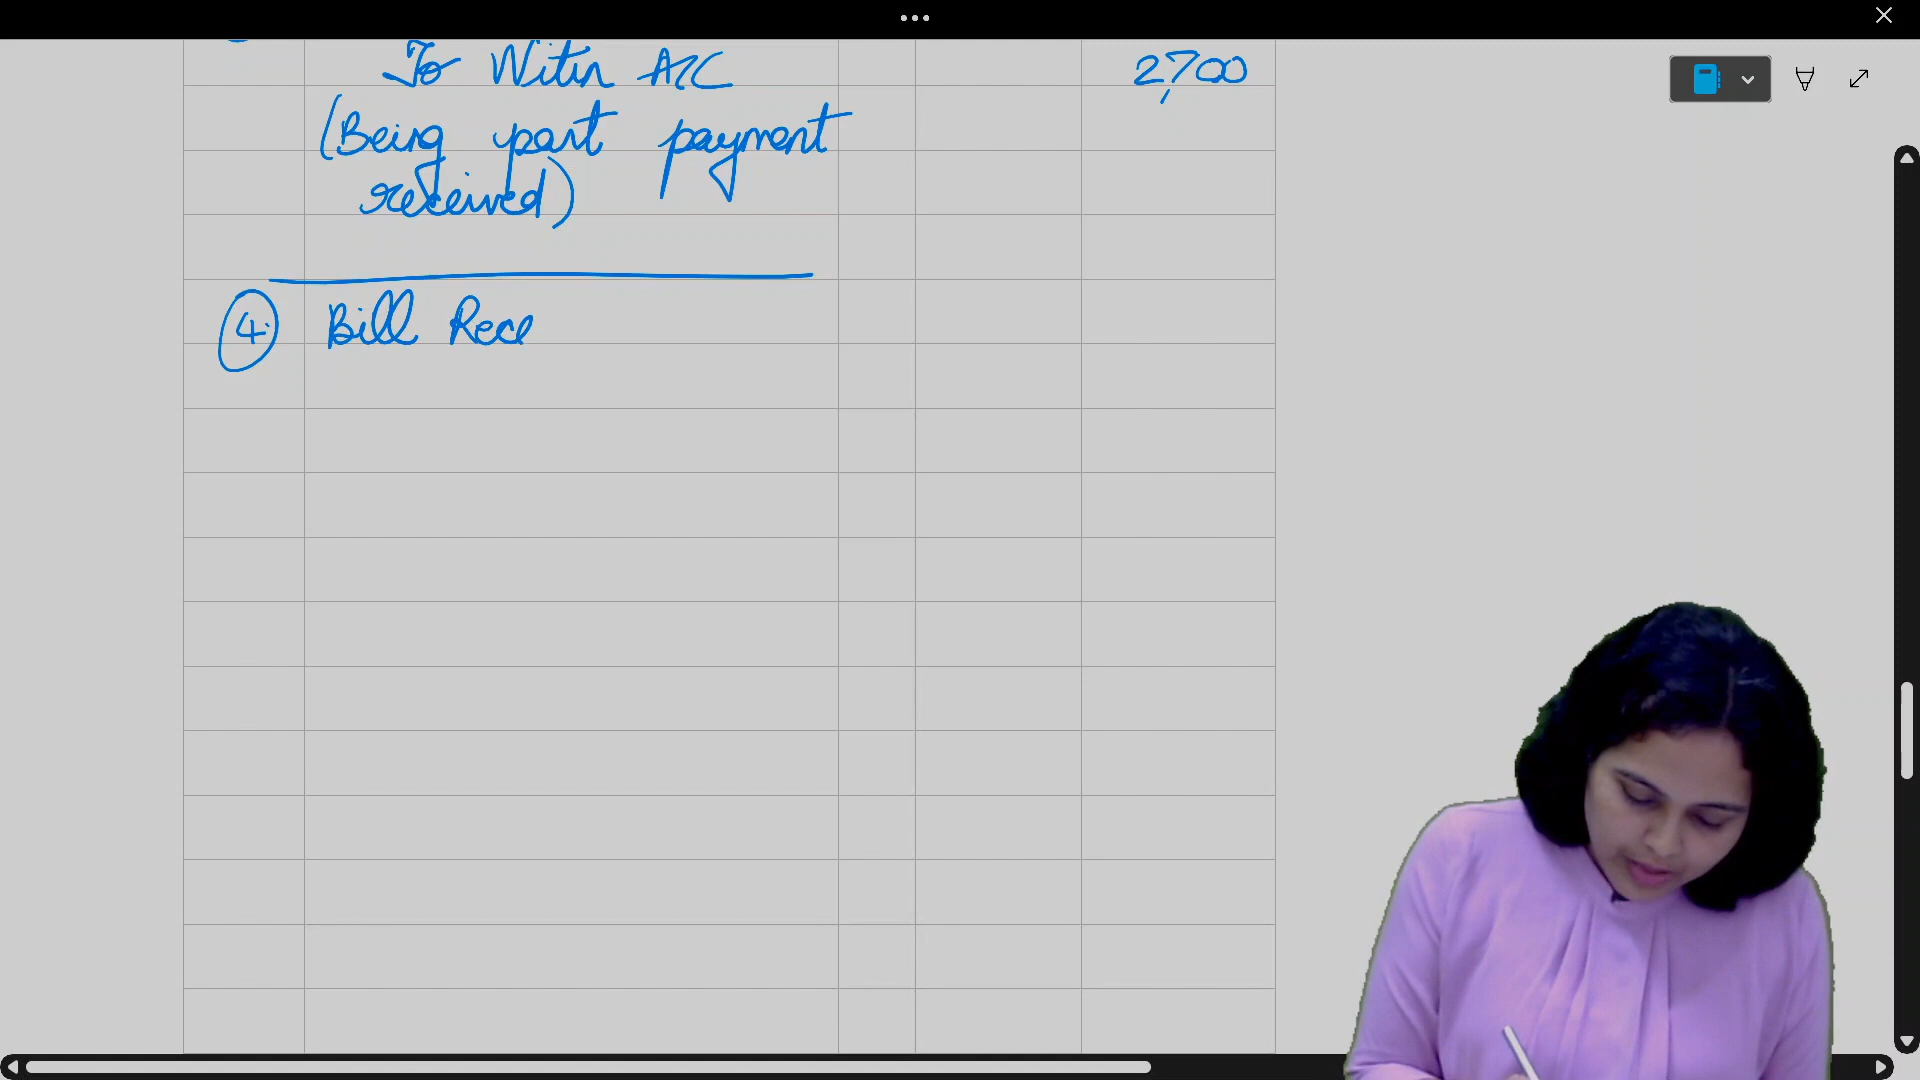 To Nitin A/C 2,700
(Being part payment
received)
4. Bill Rece